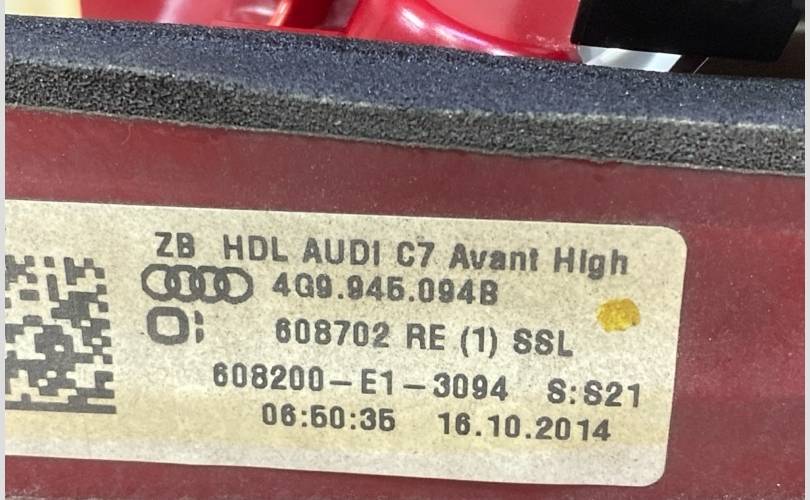 ZB HDL AUDI C7 Avant High
4G9.945.094B
608702 RE (1) SSL
608200-E1-3094 S:S21
06:50:35 16.10.2014